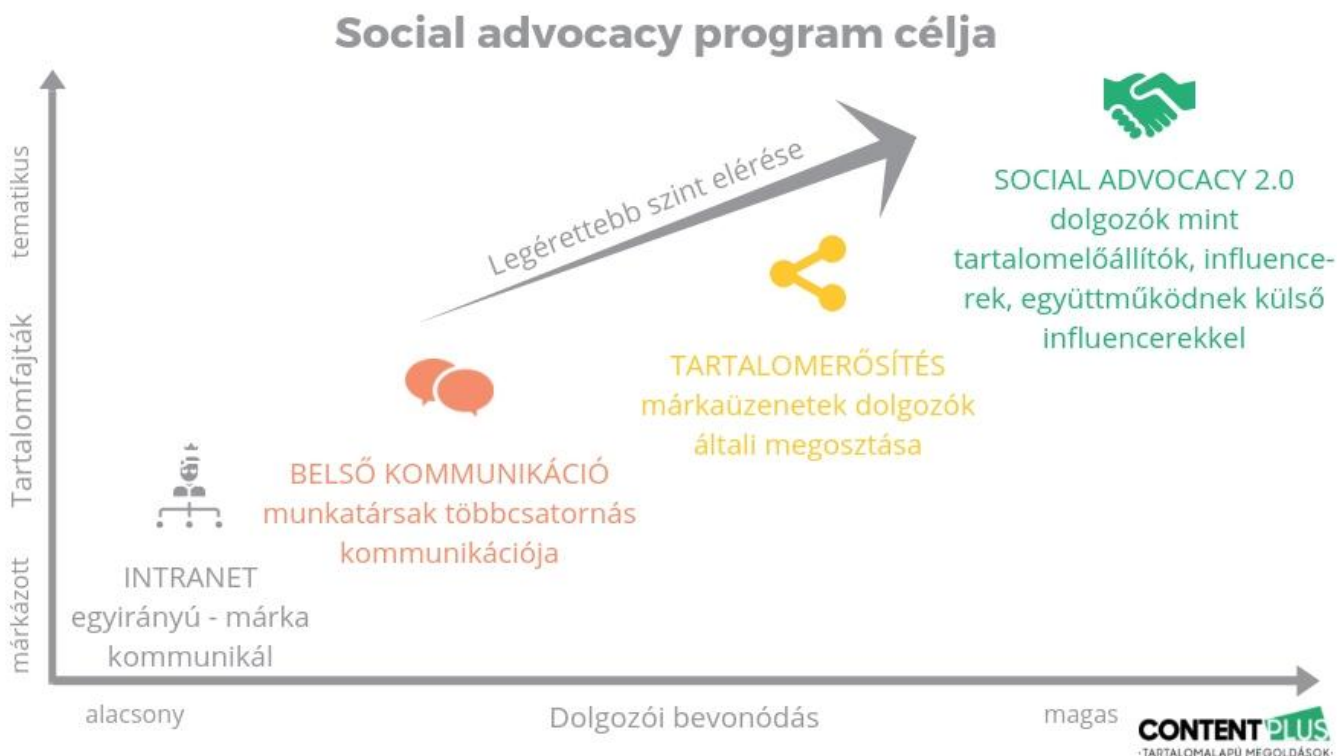 Social advocacy program célja
tematikus
Tartalomfajták
márkázott
Legérettebb szint elérése
SOCIAL ADVOCACY 2.0
dolgozók mint
tartalomelőállítók, influence-
rek, együttműködnek külső
influencerekkel
TARTALOMERŐSÍTÉS
márkaüzenetek dolgozók
általi megosztása
BELSŐ KOMMUNIKÁCIÓ
munkatársak többcsatornás
kommunikációja
INTRANET
egyirányú - márka
kommunikál
alacsony
Dolgozói bevonódás
magas
CONTENT PLUS
·TARTALOMALAPÚ MEGOLDÁSOK·